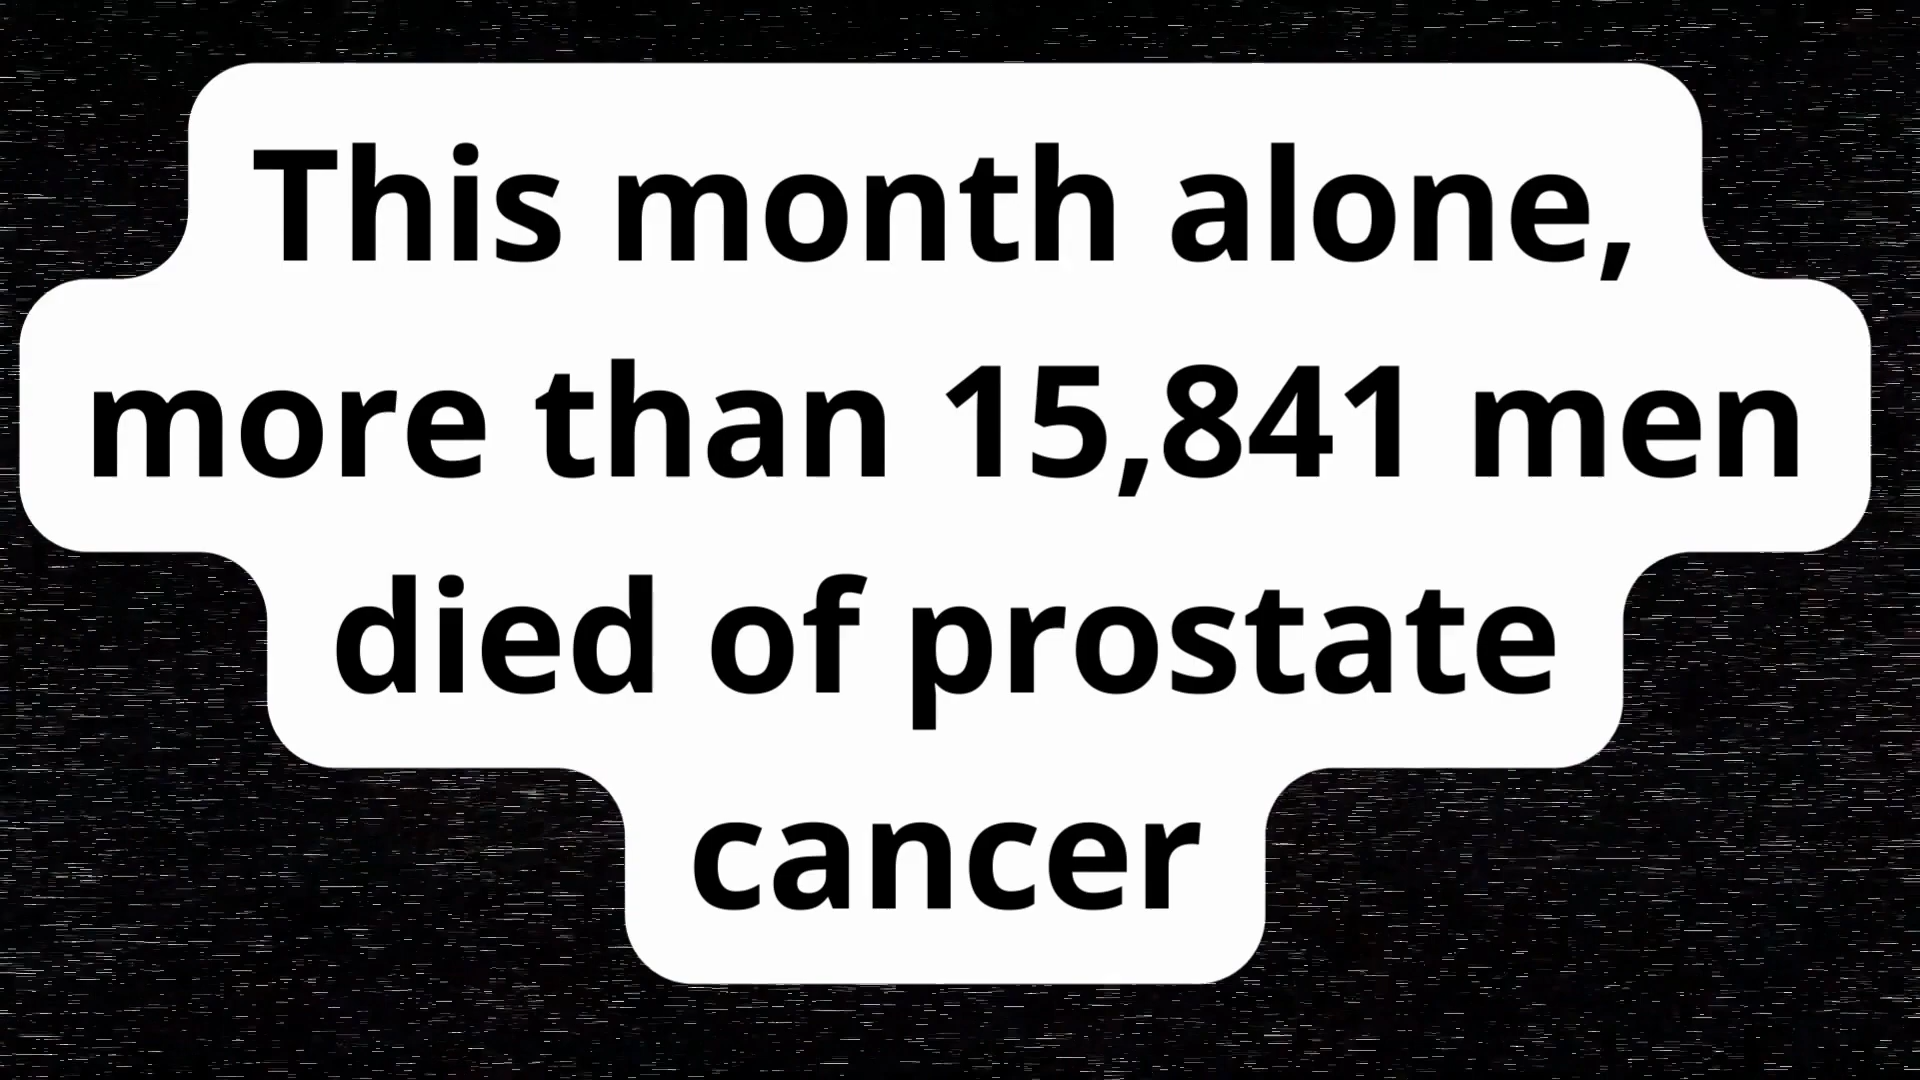 This month alone,
more than 15,841 men
died of prostate
cancer